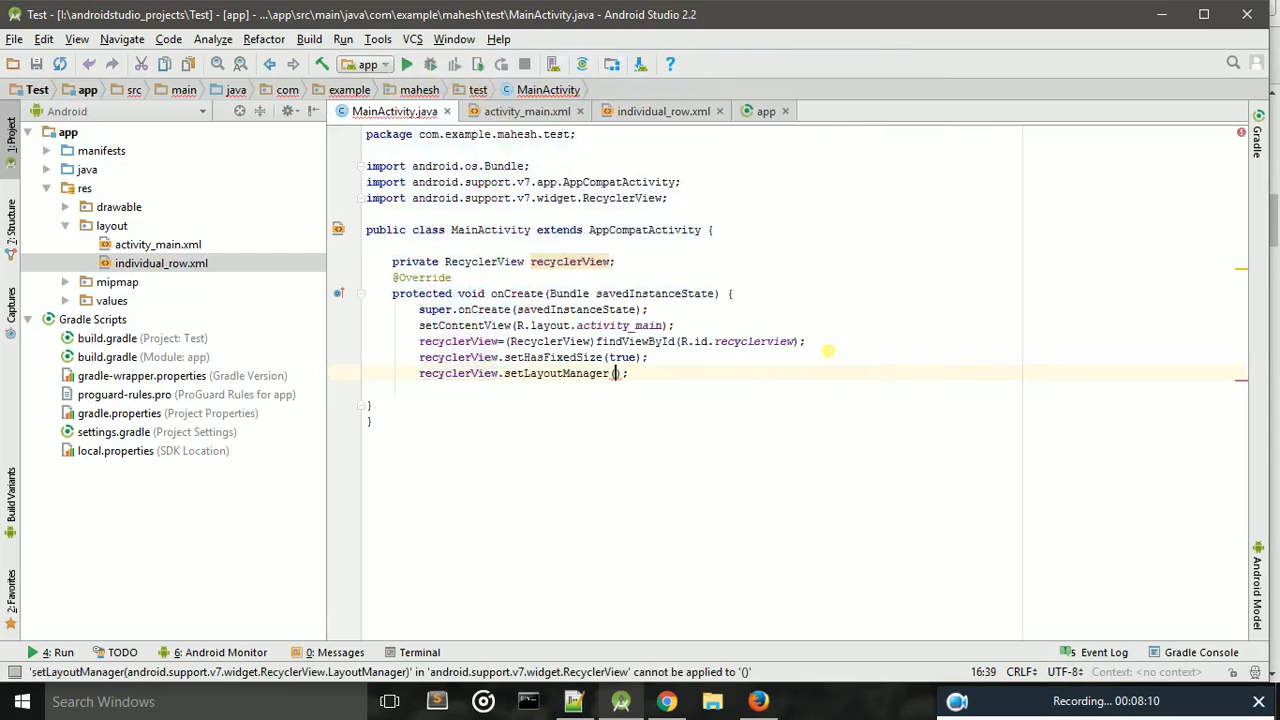 Test - [I:\androidstudio_projects\Test] - [app] - ...\app\src\main\java\com\example\mahesh\test\MainActivity.java - Android Studio 2.2
File Edit View Navigate Code Analyze Refactor Build Run Tools VCS Window Help
app
Test app src main java com example mahesh test MainActivity
Android
MainActivity.java activity_main.xml individual_row.xml app
1: Project
7: Structure
Captures
Build Variants
2: Favorites
app
manifests
java
res
drawable
layout
activity_main.xml
individual_row.xml
mipmap
values
Gradle Scripts
build.gradle (Project: Test)
build.gradle (Module: app)
gradle-wrapper.properties (Gradle Version)
proguard-rules.pro (ProGuard Rules for app)
gradle.properties (Project Properties)
settings.gradle (Project Settings)
local.properties (SDK Location)
package com.example.mahesh.test;
import android.os.Bundle;
import android.support.v7.app.AppCompatActivity;
import android.support.v7.widget.RecyclerView;
public class MainActivity extends AppCompatActivity {
private RecyclerView recyclerView;
@Override
protected void onCreate(Bundle savedInstanceState) {
super.onCreate(savedInstanceState);
setContentView(R.layout.activity_main);
recyclerView=(RecyclerView)findViewById(R.id.recyclerview);
recyclerView.setHasFixedSize(true);
recyclerView.setLayoutManager();
}
}
Gradle
Android Model
4: Run TODO 6: Android Monitor 0: Messages Terminal 5 Event Log Gradle Console
'setLayoutManager(android.support.v7.widget.RecyclerView.LayoutManager)' in 'android.support.v7.widget.RecyclerView' cannot be applied to '()' 16:39 CRLF÷ UTF-8÷ Context: <no context>
Search Windows
Recording... 00:08:10